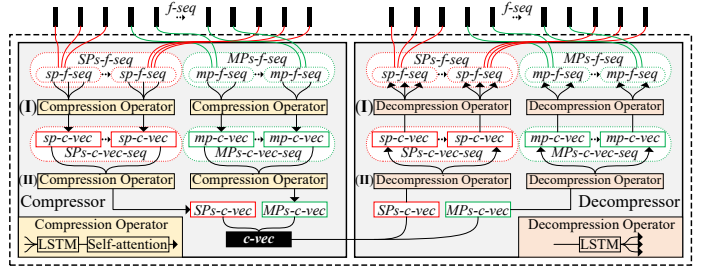 f-seq f-seq
SPs-f-seq MPs-f-seq SPs-f-seq MPs-f-seq
sp-f-seq sp-f-seq mp-f-seq mp-f-seq sp-f-seq sp-f-seq mp-f-seq mp-f-seq
(I) Compression Operator Compression Operator (I) Decompression Operator Decompression Operator
sp-c-vec sp-c-vec mp-c-vec mp-c-vec sp-c-vec sp-c-vec mp-c-vec mp-c-vec
SPs-c-vec-seq MPs-c-vec-seq SPs-c-vec-seq MPs-c-vec-seq
(II) Compression Operator Compression Operator (II) Decompression Operator Decompression Operator
Compressor Decompressor
SPs-c-vec MPs-c-vec SPs-c-vec MPs-c-vec
Compression Operator Decompression Operator
c-vec
LSTM Self-attention LSTM